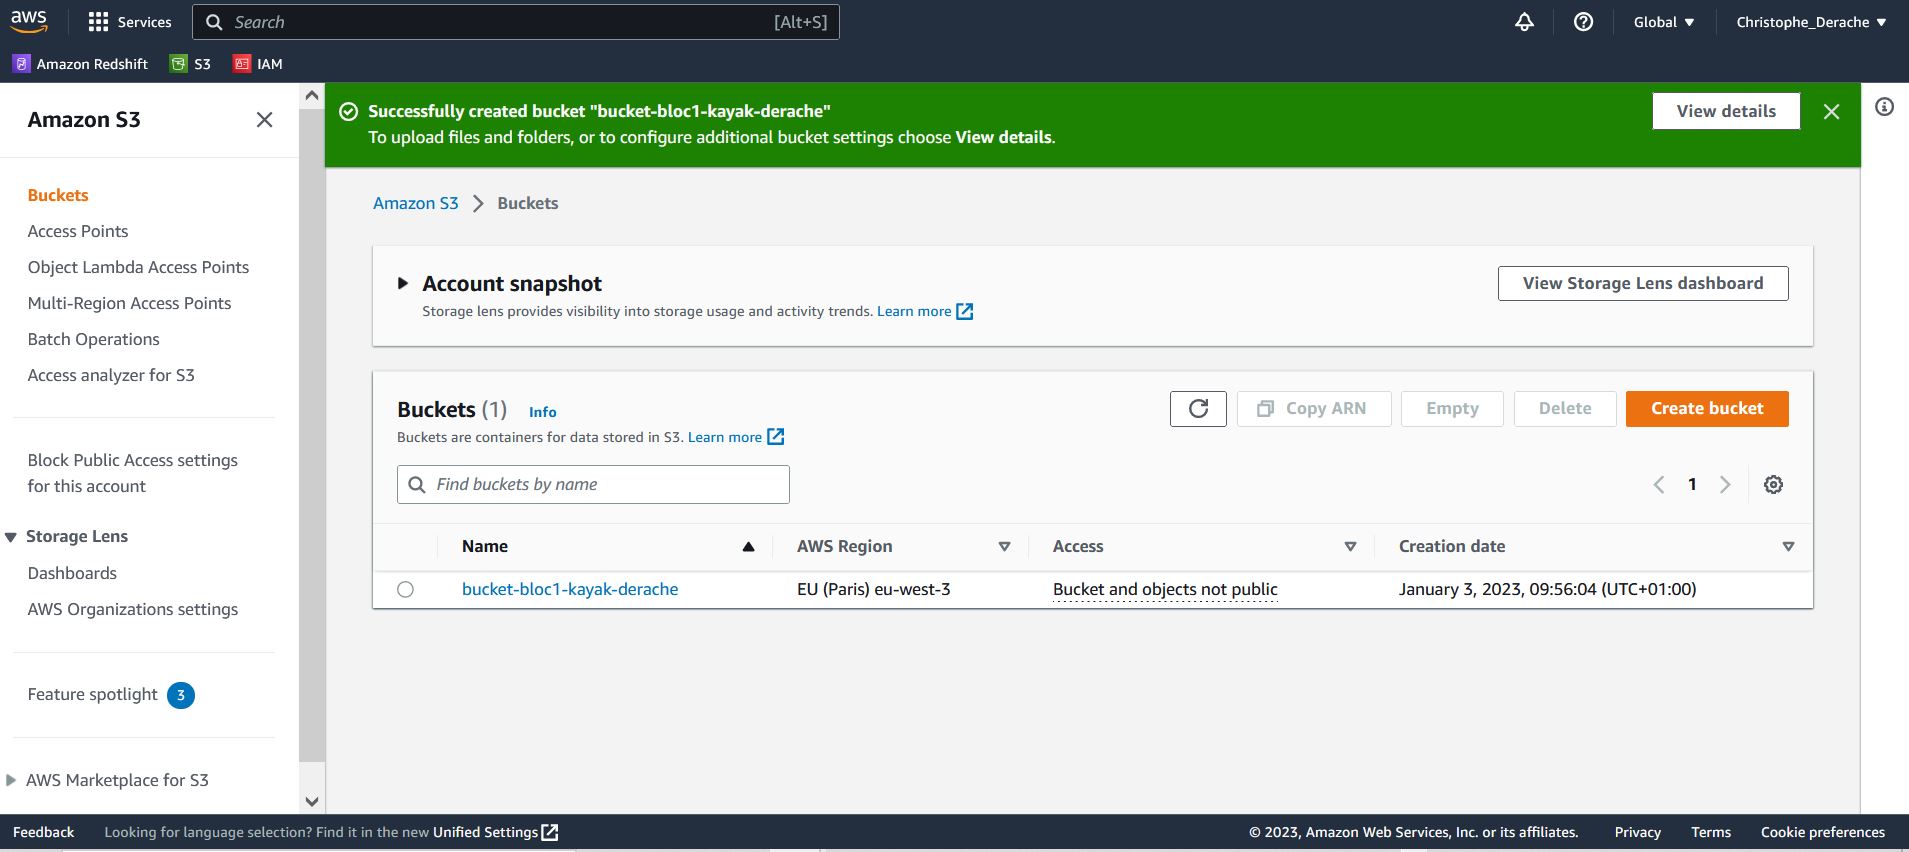 aws
Services
Search
[Alt+S]
Global
Christophe_Derache
Amazon Redshift
S3
IAM
Amazon S3
Buckets
Access Points
Object Lambda Access Points
Multi-Region Access Points
Batch Operations
Access analyzer for S3
Block Public Access settings
for this account
Storage Lens
Dashboards
AWS Organizations settings
Feature spotlight 3
AWS Marketplace for S3
Successfully created bucket "bucket-bloc1-kayak-derache"
To upload files and folders, or to configure additional bucket settings choose View details.
View details
Amazon S3 > Buckets
Account snapshot
Storage lens provides visibility into storage usage and activity trends. Learn more
View Storage Lens dashboard
Buckets (1) Info
Buckets are containers for data stored in S3. Learn more
Copy ARN
Empty
Delete
Create bucket
Find buckets by name
1
Name
AWS Region
Access
Creation date
bucket-bloc1-kayak-derache
EU (Paris) eu-west-3
Bucket and objects not public
January 3, 2023, 09:56:04 (UTC+01:00)
Feedback
Looking for language selection? Find it in the new Unified Settings
© 2023, Amazon Web Services, Inc. or its affiliates.
Privacy
Terms
Cookie preferences